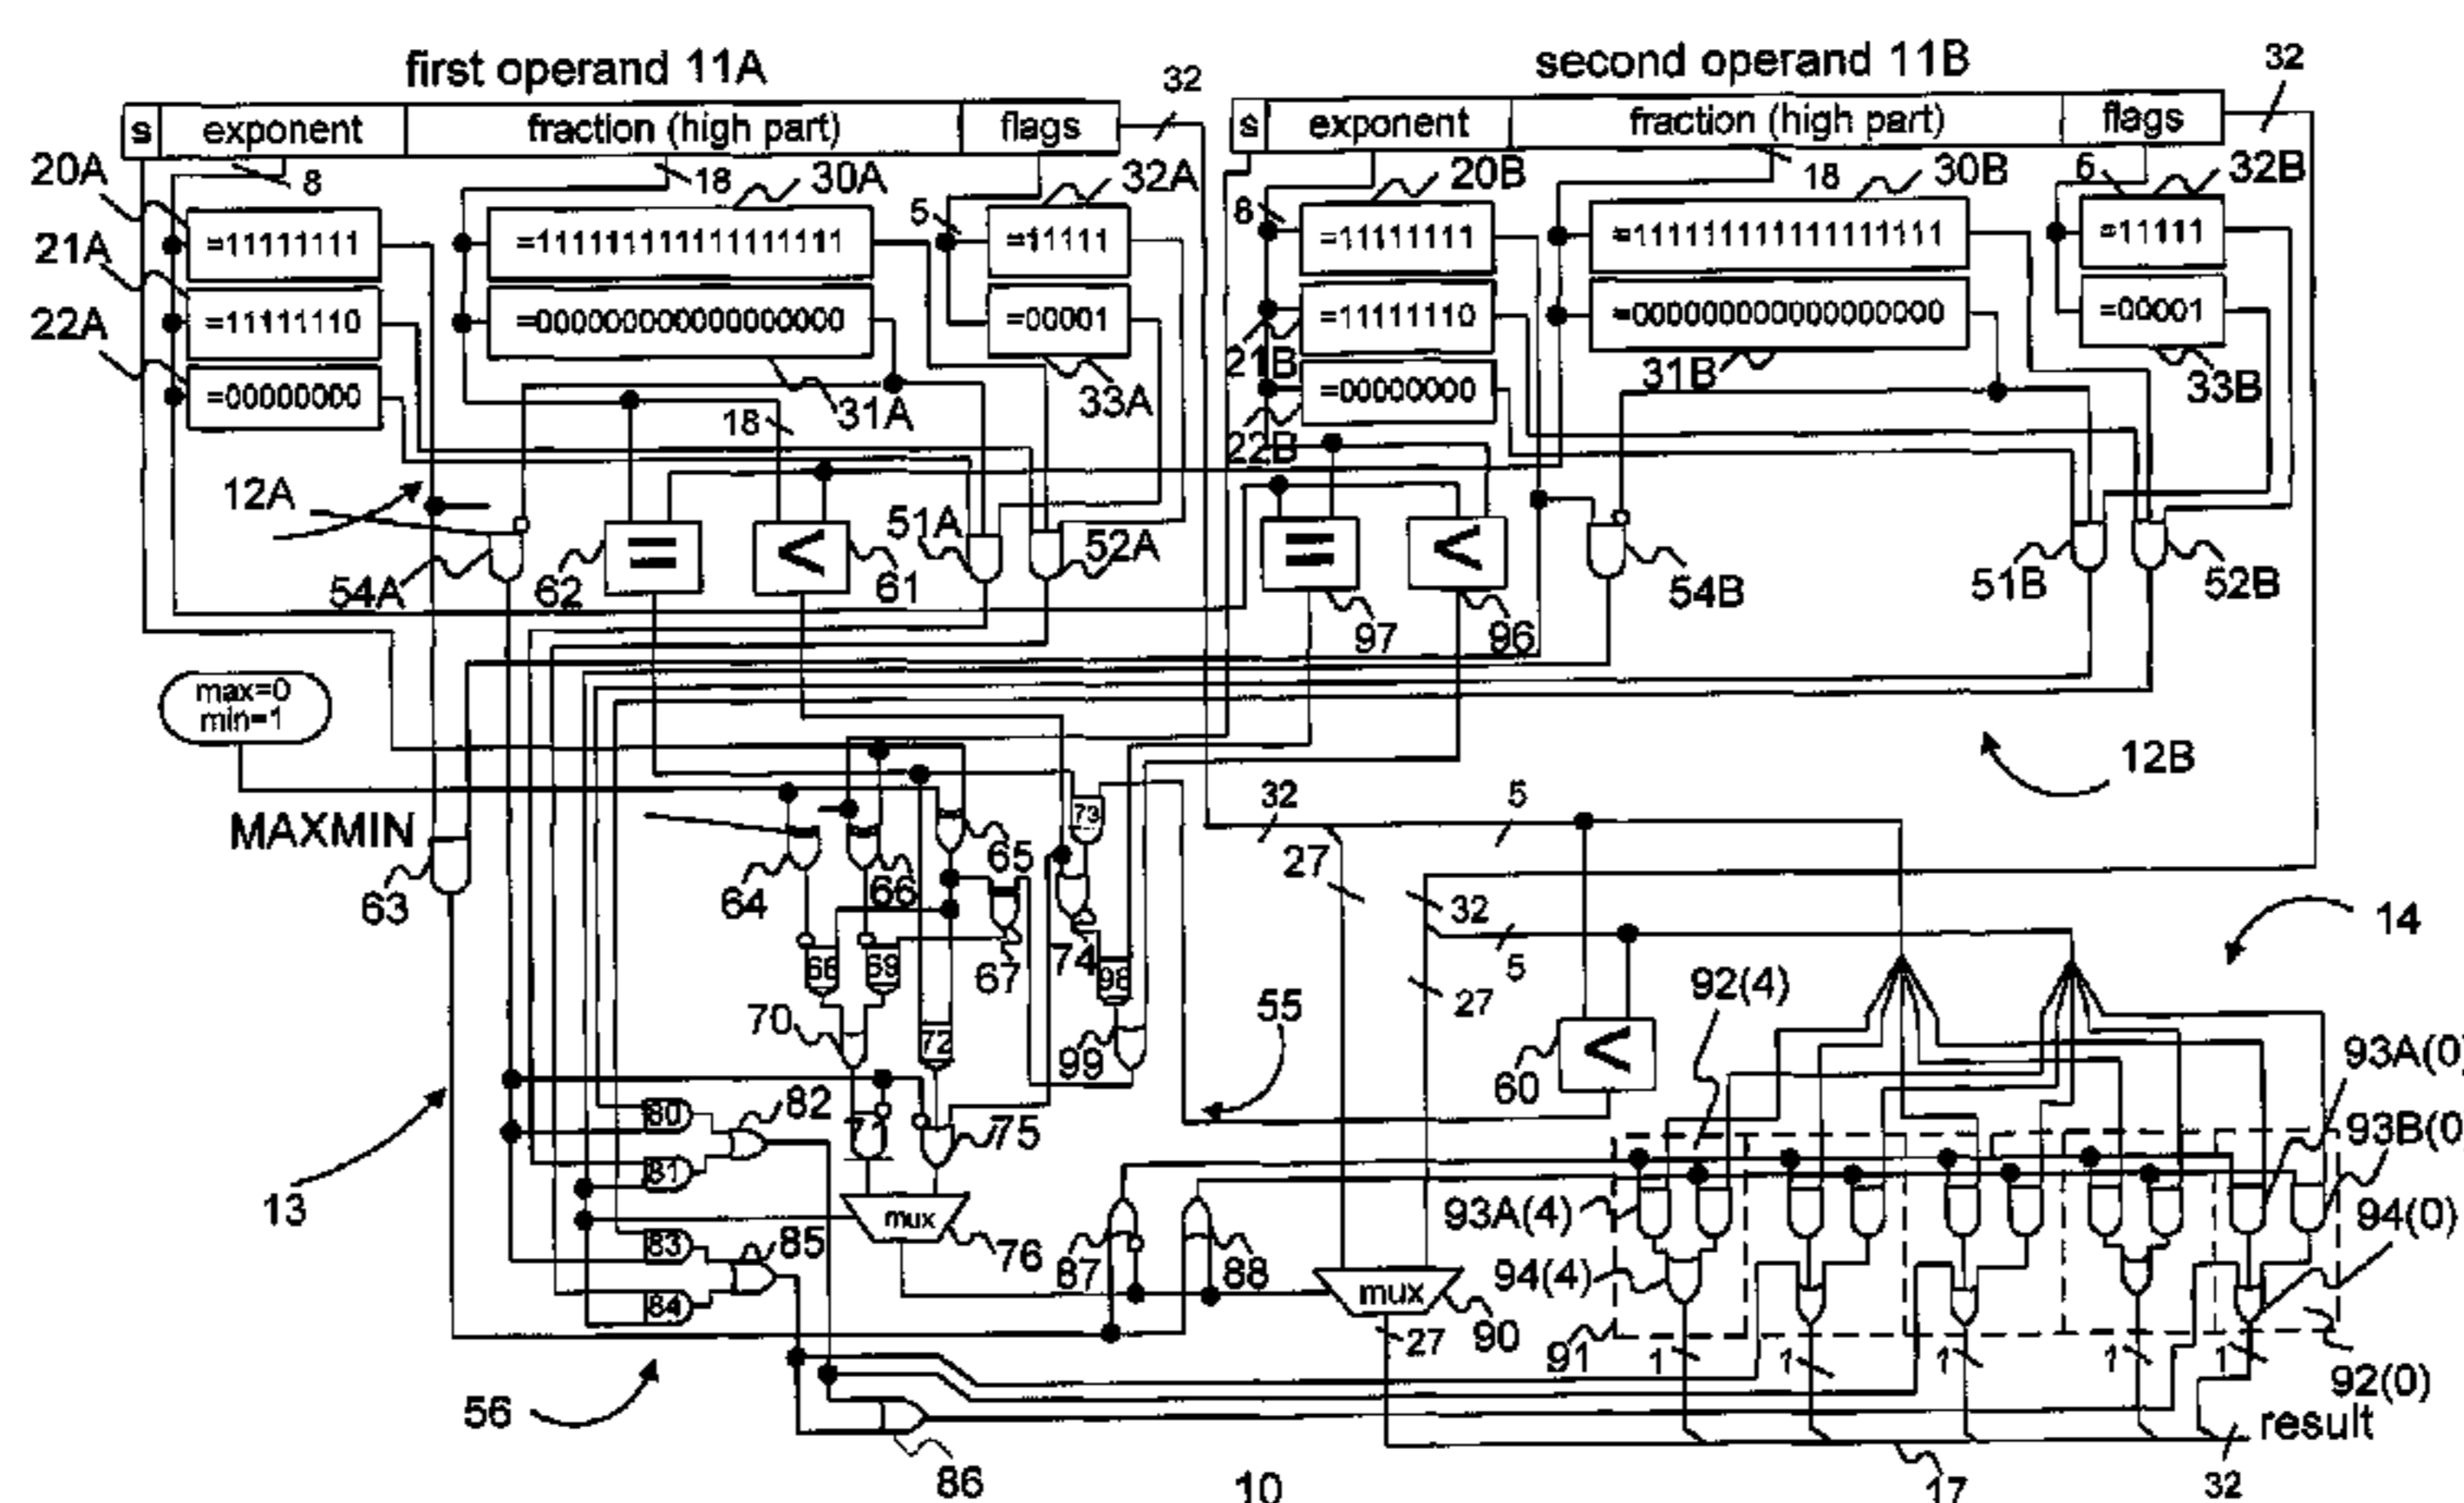 first operand 11A
second operand 11B
32
32
s exponent fraction (high part) flags
s exponent fraction (high part) flags
20A
8
18
30A
32A
20B
18
30B
6
32B
5
8
=11111111
=111111111111111111
=11111
=11111111
=111111111111111111
=11111
21A
=11111110
=000000000000000000
=00001
=11111110
=000000000000000000
=00001
22A
=00000000
18
31A
33A
21B
=00000000
31B
33B
22B
12A
54A
62
=
<
61
51A
52A
=
<
97
96
54B
51B
52B
max=0
min=1
12B
MAXMIN
63
64
66
65
73
32
5
27
32
14
68
69
67
74
98
5
27
92(4)
70
72
99
55
<
60
93A(0)
80
82
71
75
93B(0
13
81
93A(4)
94(0)
83
85
mux
76
87
88
94(4)
84
mux
90
27
91
1
1
1
1
1
92(0)
56
result
86
10
17
32